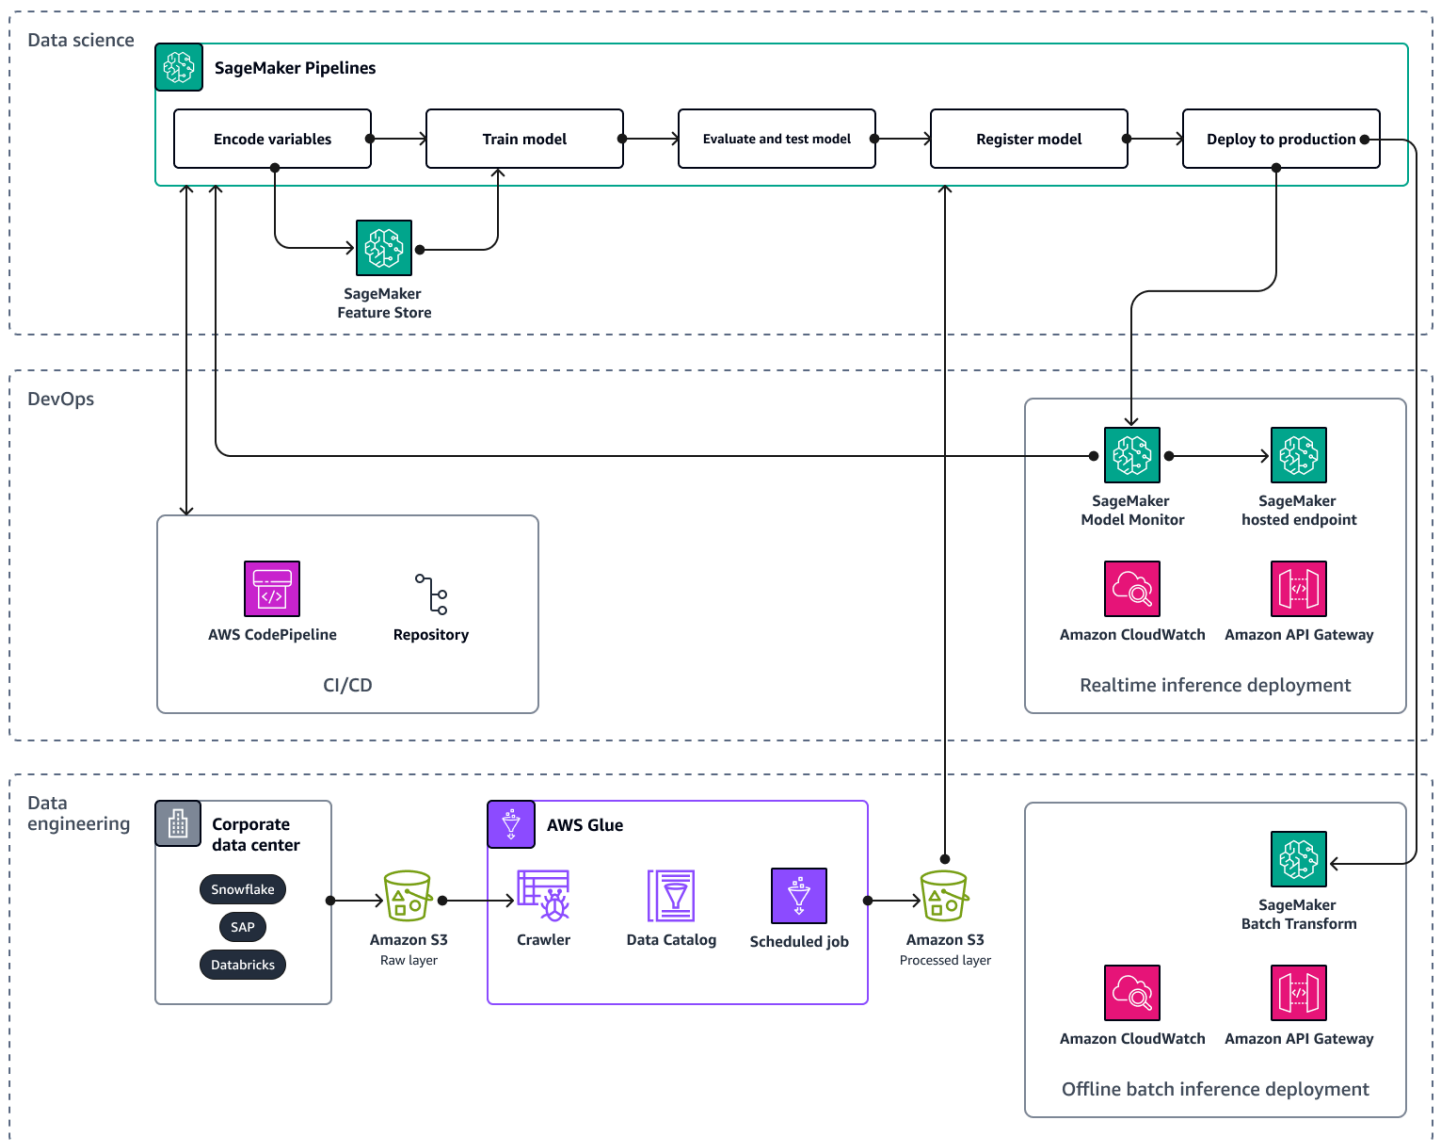 Data science
SageMaker Pipelines
Encode variables
Train model
Evaluate and test model
Register model
Deploy to production
SageMaker
Feature Store
DevOps
SageMaker
Model Monitor
SageMaker
hosted endpoint
AWS CodePipeline
Repository
CI/CD
Amazon CloudWatch
Amazon API Gateway
Realtime inference deployment
Data
engineering
Corporate
data center
Snowflake
SAP
Databricks
Amazon S3
Raw layer
AWS Glue
Crawler
Data Catalog
Scheduled job
Amazon S3
Processed layer
SageMaker
Batch Transform
Amazon CloudWatch
Amazon API Gateway
Offline batch inference deployment